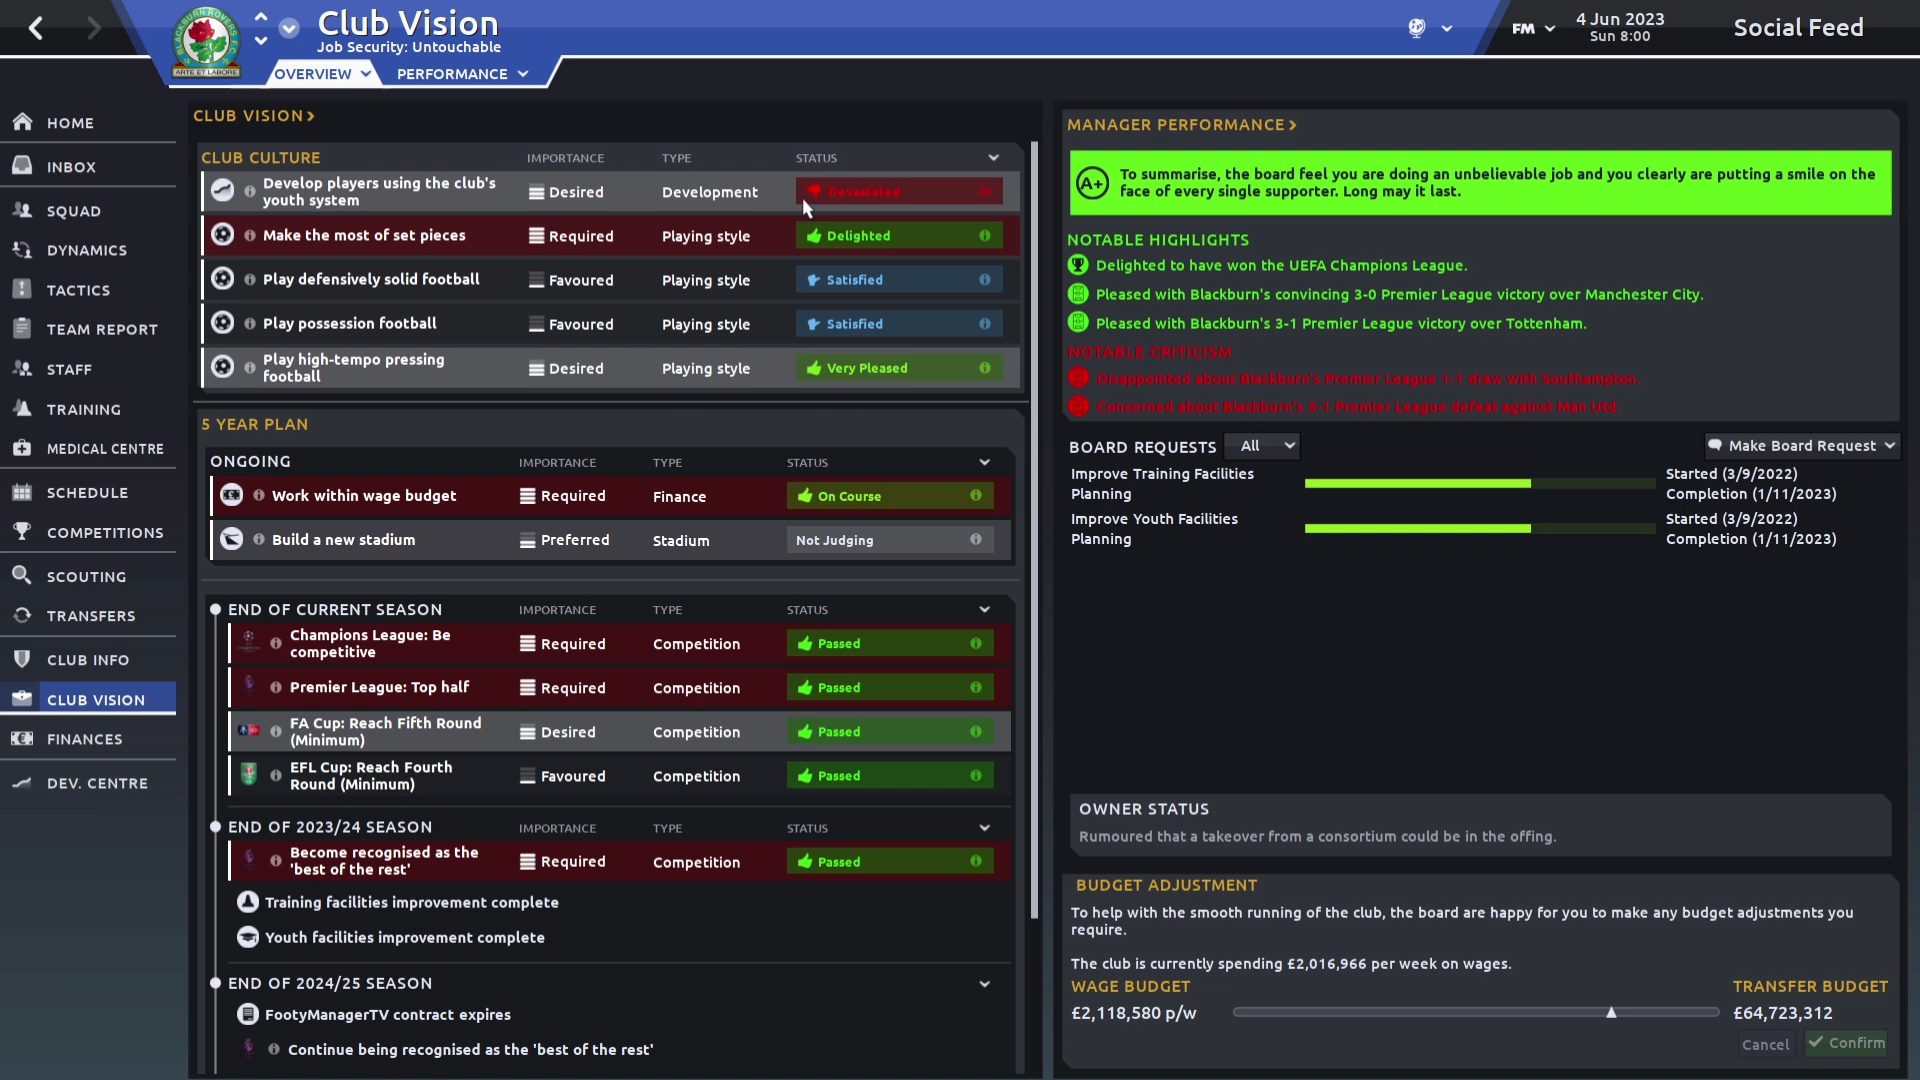 Club Vision
Job Security: Untouchable
OVERVIEW
PERFORMANCE
FM
4 Jun 2023
Sun 8:00
Social Feed
BLACKBURN ROVERS F.C.
ARTE ET LABORE
HOME
INBOX
SQUAD
DYNAMICS
TACTICS
TEAM REPORT
STAFF
TRAINING
MEDICAL CENTRE
SCHEDULE
COMPETITIONS
SCOUTING
TRANSFERS
CLUB INFO
CLUB VISION
FINANCES
DEV. CENTRE
CLUB VISION
CLUB CULTURE IMPORTANCE TYPE STATUS
Develop players using the club's
youth system
Desired Development Devastated
Make the most of set pieces Required Playing style Delighted
Play defensively solid football Favoured Playing style Satisfied
Play possession football Favoured Playing style Satisfied
Play high-tempo pressing
football
Desired Playing style Very Pleased
5 YEAR PLAN
ONGOING IMPORTANCE TYPE STATUS
Work within wage budget Required Finance On Course
Build a new stadium Preferred Stadium Not Judging
END OF CURRENT SEASON IMPORTANCE TYPE STATUS
Champions League: Be
competitive
Required Competition Passed
Premier League: Top half Required Competition Passed
FA Cup: Reach Fifth Round
(Minimum)
Desired Competition Passed
EFL Cup: Reach Fourth
Round (Minimum)
Favoured Competition Passed
END OF 2023/24 SEASON IMPORTANCE TYPE STATUS
Become recognised as the
'best of the rest'
Required Competition Passed
Training facilities improvement complete
Youth facilities improvement complete
END OF 2024/25 SEASON
FootyManagerTV contract expires
Continue being recognised as the 'best of the rest'
MANAGER PERFORMANCE
A+
To summarise, the board feel you are doing an unbelievable job and you clearly are putting a smile on the
face of every single supporter. Long may it last.
NOTABLE HIGHLIGHTS
Delighted to have won the UEFA Champions League.
Pleased with Blackburn's convincing 3-0 Premier League victory over Manchester City.
Pleased with Blackburn's 3-1 Premier League victory over Tottenham.
NOTABLE CRITICISM
Disappointed about Blackburn's Premier League 1-1 draw with Southampton.
Concerned about Blackburn's 3-1 Premier League defeat against Man Utd.
BOARD REQUESTS All Make Board Request
Improve Training Facilities
Planning
Started (3/9/2022)
Completion (1/11/2023)
Improve Youth Facilities
Planning
Started (3/9/2022)
Completion (1/11/2023)
OWNER STATUS
Rumoured that a takeover from a consortium could be in the offing.
BUDGET ADJUSTMENT
To help with the smooth running of the club, the board are happy for you to make any budget adjustments you
require.
The club is currently spending £2,016,966 per week on wages.
WAGE BUDGET TRANSFER BUDGET
£2,118,580 p/w £64,723,312
Cancel Confirm